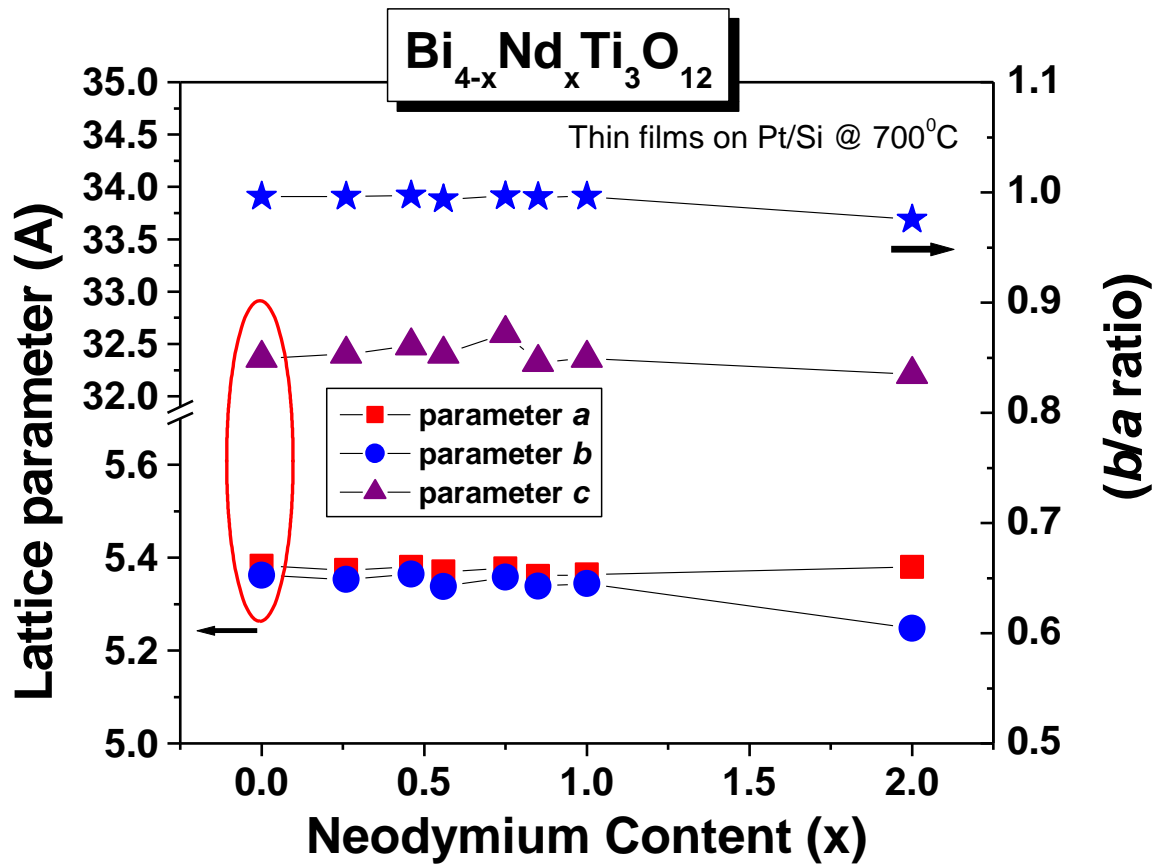 Bi4-xNdxTi3O12
Thin films on Pt/Si @ 700⁰C
35.0
34.5
34.0
33.5
33.0
32.5
32.0
5.6
5.4
5.2
5.0
Lattice parameter (A)
1.1
1.0
0.9
0.8
0.7
0.6
0.5
(b/a ratio)
parameter a
parameter b
parameter c
0.0 0.5 1.0 1.5 2.0
Neodymium Content (x)